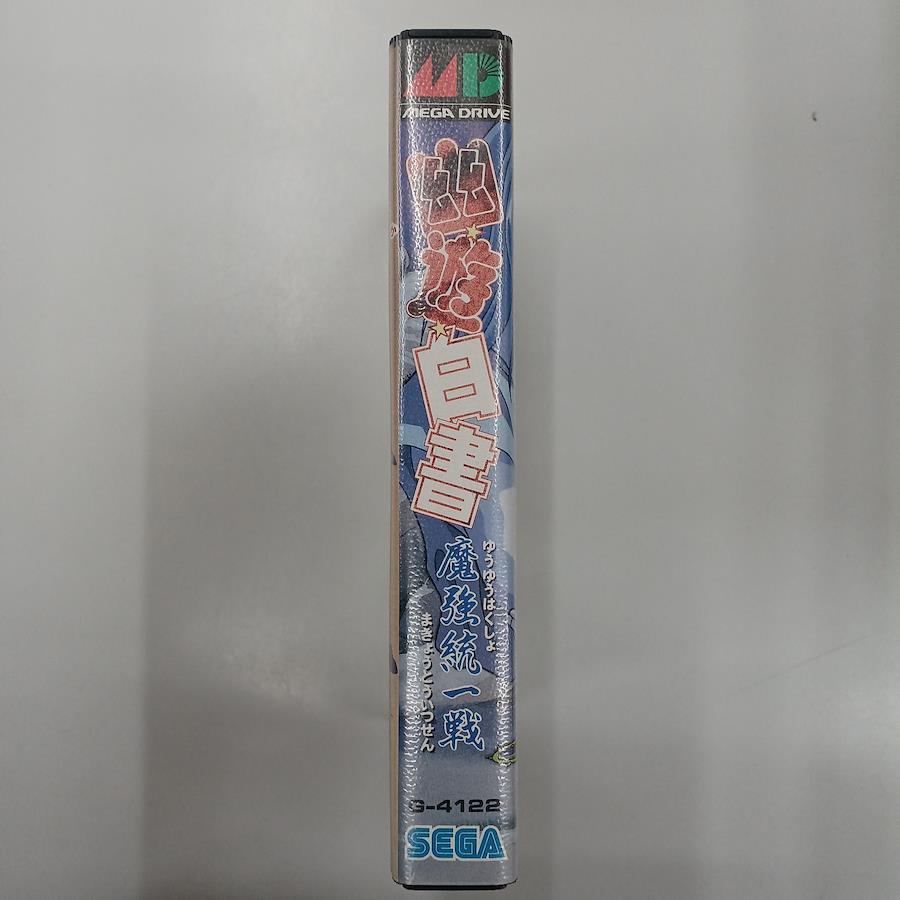 MD
MEGA DRIVE
幽遊白書
ゆうゆうはくしょ
魔強統一戦
まきょうとういつせん
G-4122
SEGA